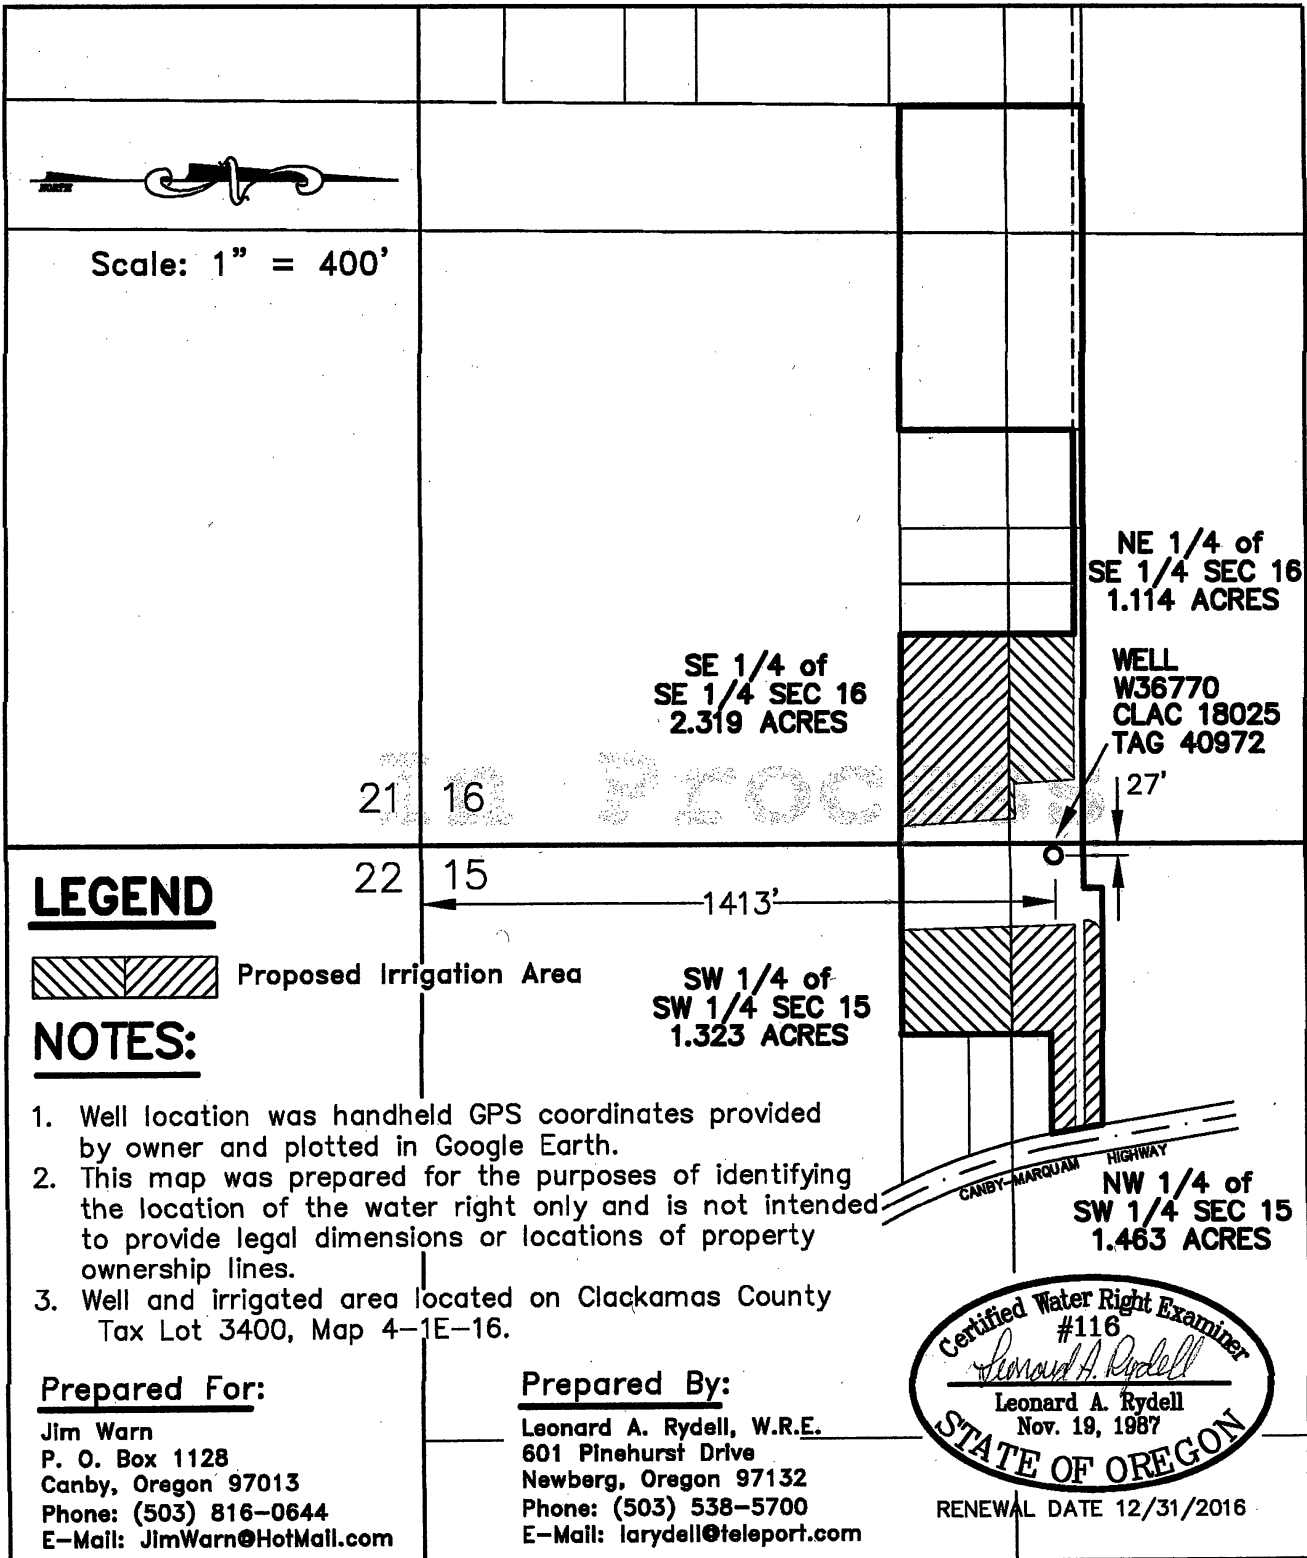 NORTH
Scale: 1” = 400’
NE 1/4 of
SE 1/4 SEC 16
1.114 ACRES
SE 1/4 of
SE 1/4 SEC 16
2.319 ACRES
WELL
W36770
CLAC 18025
TAG 40972
In Process
27’
21 16
22 15
1413’
LEGEND
Proposed Irrigation Area
SW 1/4 of
SW 1/4 SEC 15
1.323 ACRES
NOTES:
1. Well location was handheld GPS coordinates provided
by owner and plotted in Google Earth.
2. This map was prepared for the purposes of identifying
the location of the water right only and is not intended
to provide legal dimensions or locations of property
ownership lines.
3. Well and irrigated area located on Clackamas County
Tax Lot 3400, Map 4-1E-16.
CANBY-MARQUAM HIGHWAY
NW 1/4 of
SW 1/4 SEC 15
1.463 ACRES
Prepared For:
Jim Warn
P. O. Box 1128
Canby, Oregon 97013
Phone: (503) 816-0644
E-Mail: JimWarn@HotMail.com
Prepared By:
Leonard A. Rydell, W.R.E.
601 Pinehurst Drive
Newberg, Oregon 97132
Phone: (503) 538-5700
E-Mail: larydell@teleport.com
Certified Water Right Examiner
#116
Leonard A. Rydell
Leonard A. Rydell
Nov. 19, 1987
STATE OF OREGON
RENEWAL DATE 12/31/2016